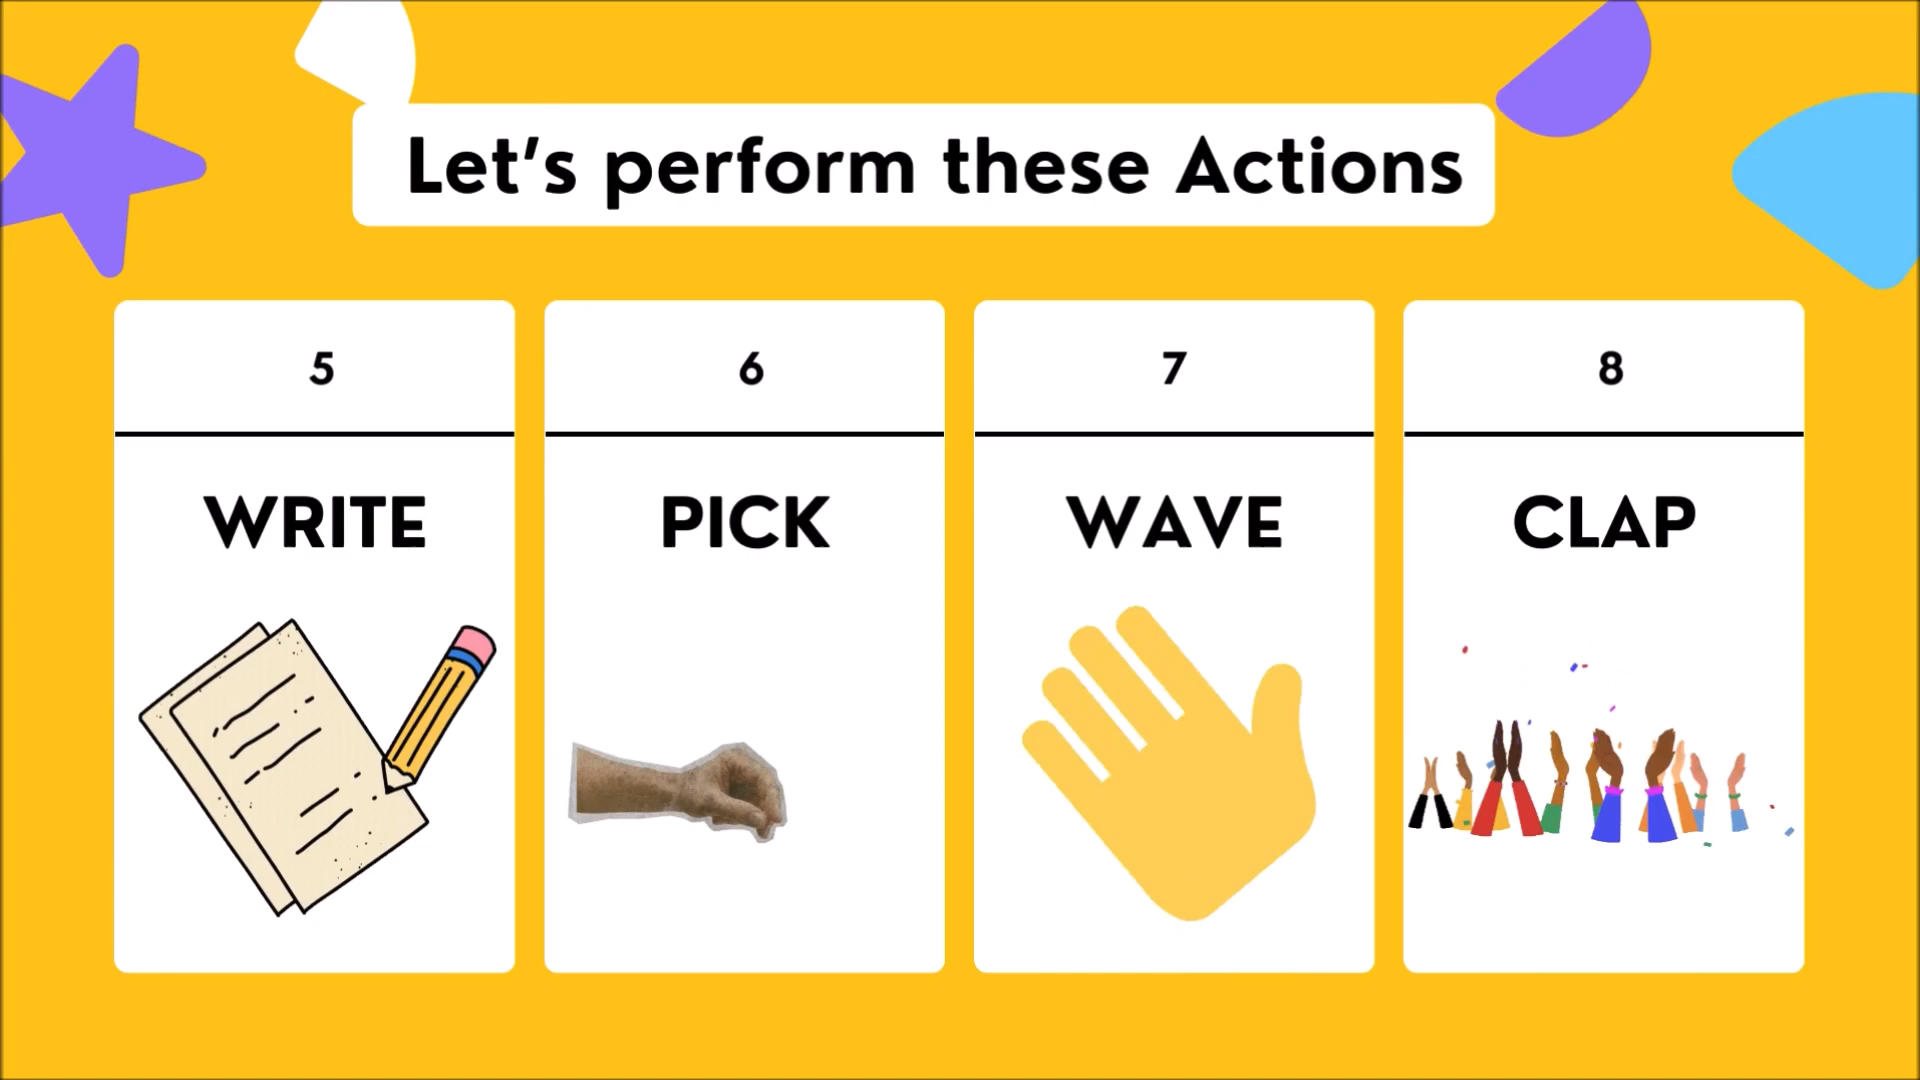 Let's perform these Actions
5
6
7
8
WRITE
PICK
WAVE
CLAP